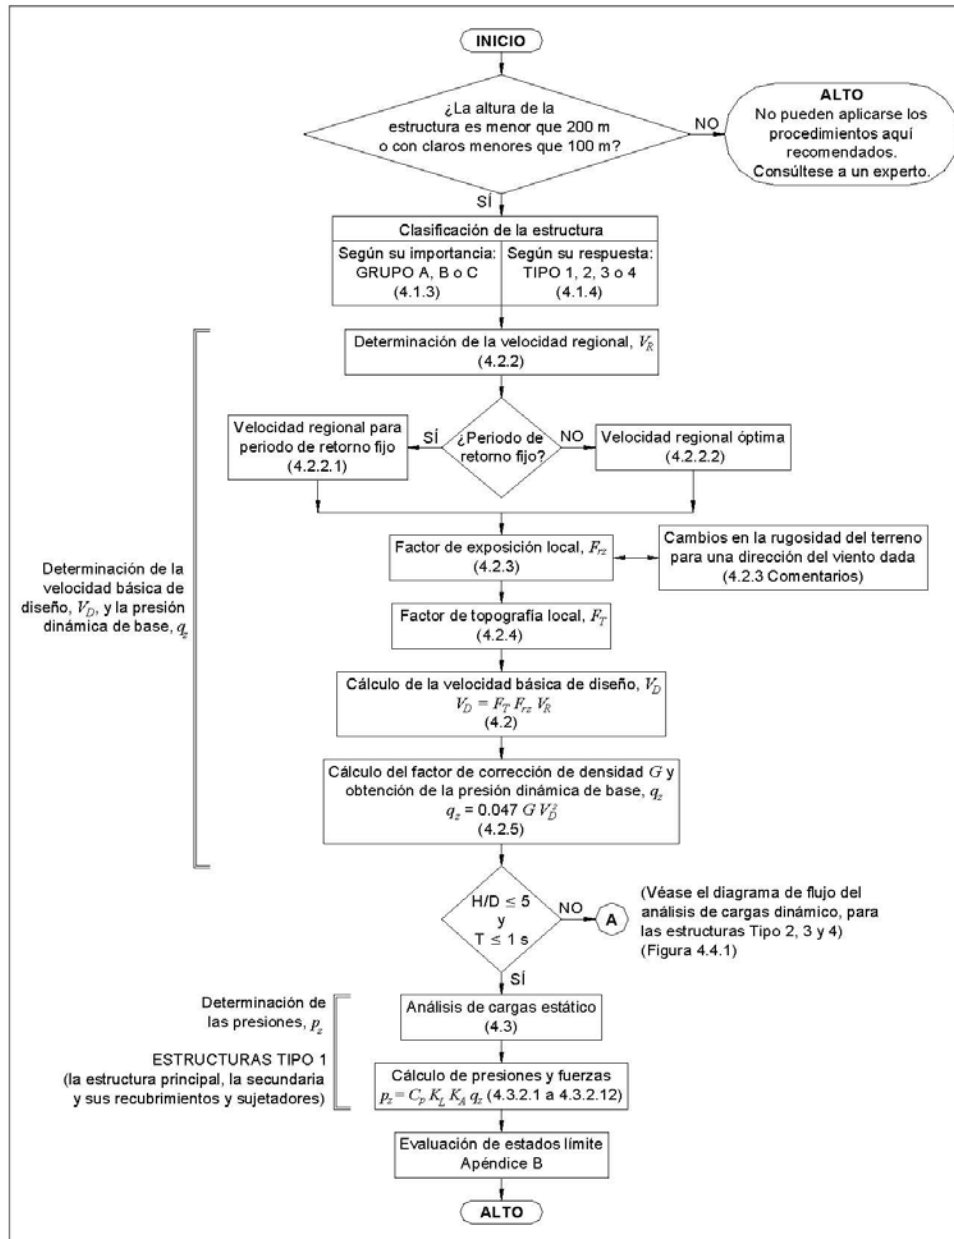 INICIO
¿La altura de la
estructura es menor que 200 m
o con claros menores que 100 m?
NO
ALTO
No pueden aplicarse los
procedimientos aquí
recomendados.
Consúltese a un experto.
SÍ
Clasificación de la estructura
Según su importancia:
GRUPO A, B o C
(4.1.3)
Según su respuesta:
TIPO 1, 2, 3 o 4
(4.1.4)
Determinación de la velocidad regional, V_R
(4.2.2)
¿Periodo de
retorno fijo?
SÍ
Velocidad regional para
periodo de retorno fijo
(4.2.2.1)
NO
Velocidad regional óptima
(4.2.2.2)
Factor de exposición local, F_rz
(4.2.3)
Cambios en la rugosidad del terreno
para una dirección del viento dada
(4.2.3 Comentarios)
Determinación de la
velocidad básica de
diseño, V_D, y la presión
dinámica de base, q_z
Factor de topografía local, F_T
(4.2.4)
Cálculo de la velocidad básica de diseño, V_D
V_D = F_T F_rz V_R
(4.2)
Cálculo del factor de corrección de densidad G y
obtención de la presión dinámica de base, q_z
q_z = 0.047 G V_D²
(4.2.5)
H/D ≤ 5
y
T ≤ 1 s
NO
A
(Véase el diagrama de flujo del
análisis de cargas dinámico, para
las estructuras Tipo 2, 3 y 4)
(Figura 4.4.1)
SÍ
Determinación de
las presiones, p_z
ESTRUCTURAS TIPO 1
(la estructura principal, la secundaria
y sus recubrimientos y sujetadores)
Análisis de cargas estático
(4.3)
Cálculo de presiones y fuerzas
p_z = C_p K_L K_A q_z (4.3.2.1 a 4.3.2.12)
Evaluación de estados límite
Apéndice B
ALTO